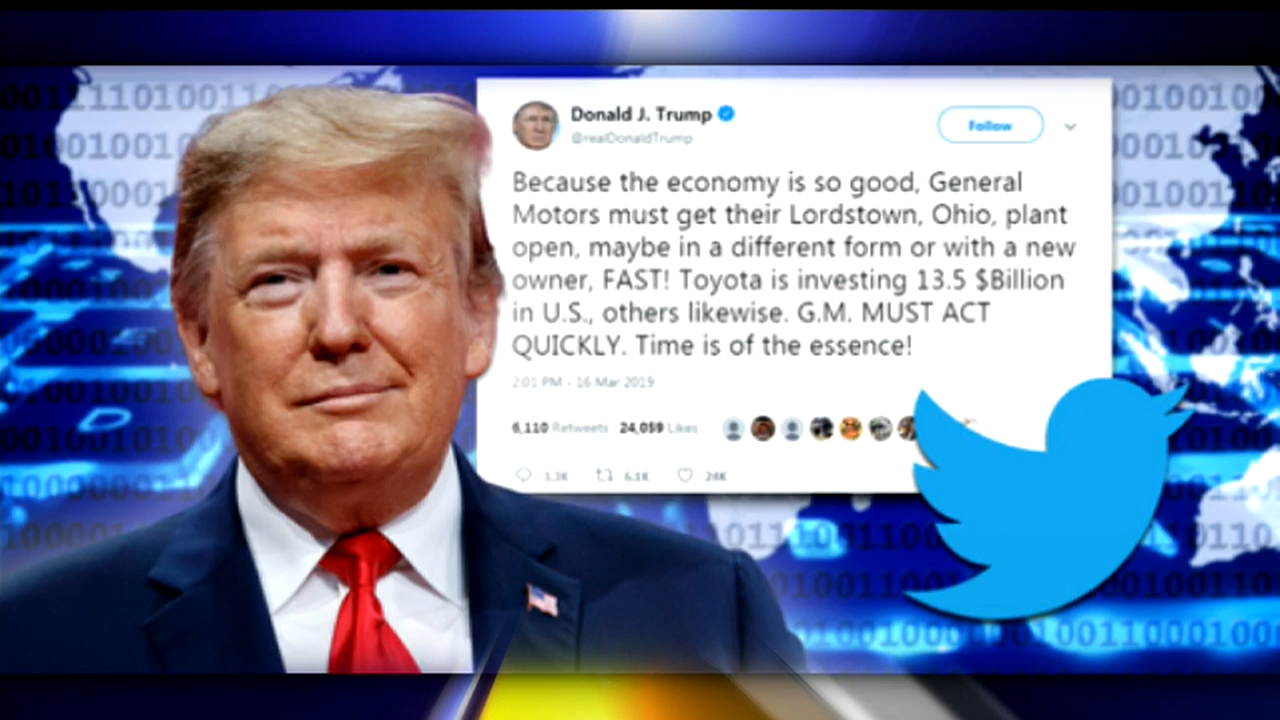 Donald J. Trump
@realDonaldTrump
Follow
Because the economy is so good, General
Motors must get their Lordstown, Ohio, plant
open, maybe in a different form or with a new
owner, FAST! Toyota is investing 13.5 $Billion
in U.S., others likewise. G.M. MUST ACT
QUICKLY. Time is of the essence!
2:01 PM - 16 Mar 2019
6,110 Retweets 24,059 Likes
1.3K 6.1K 24K